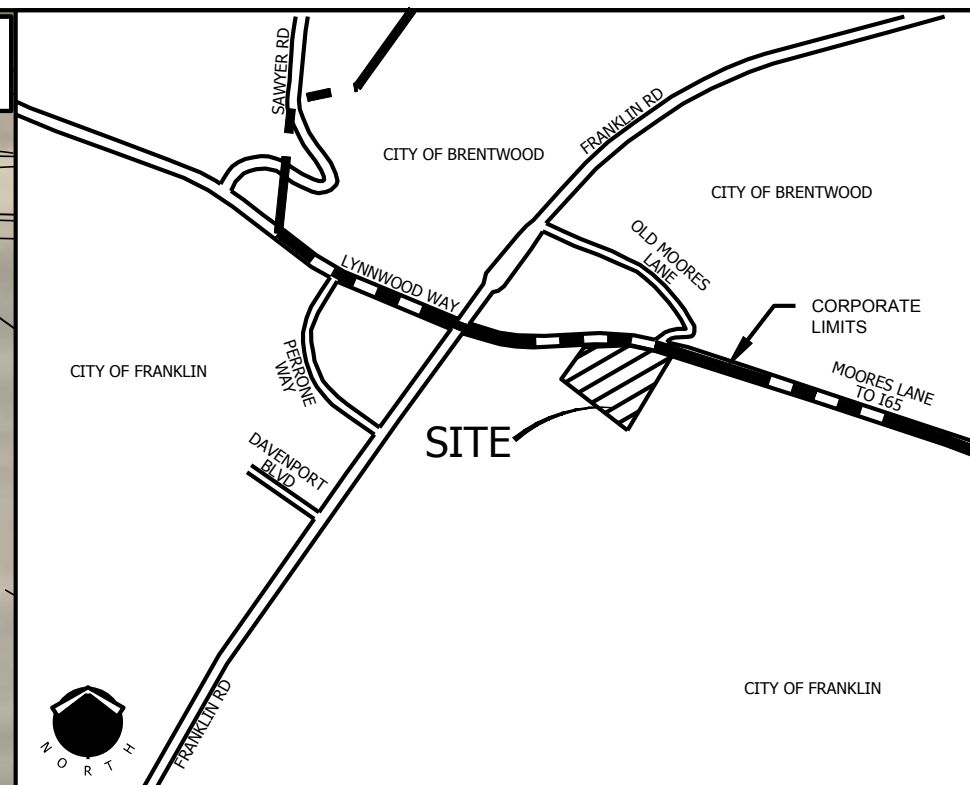 SAWYER RD
FRANKLIN RD
CITY OF BRENTWOOD
CITY OF BRENTWOOD
OLD MOORES
LANE
LYNNWOOD WAY
CORPORATE
LIMITS
CITY OF FRANKLIN
PERRONE
WAY
MOORES LANE
TO I65
SITE
DAVENPORT
BLVD
CITY OF FRANKLIN
FRANKLIN RD
NORTH